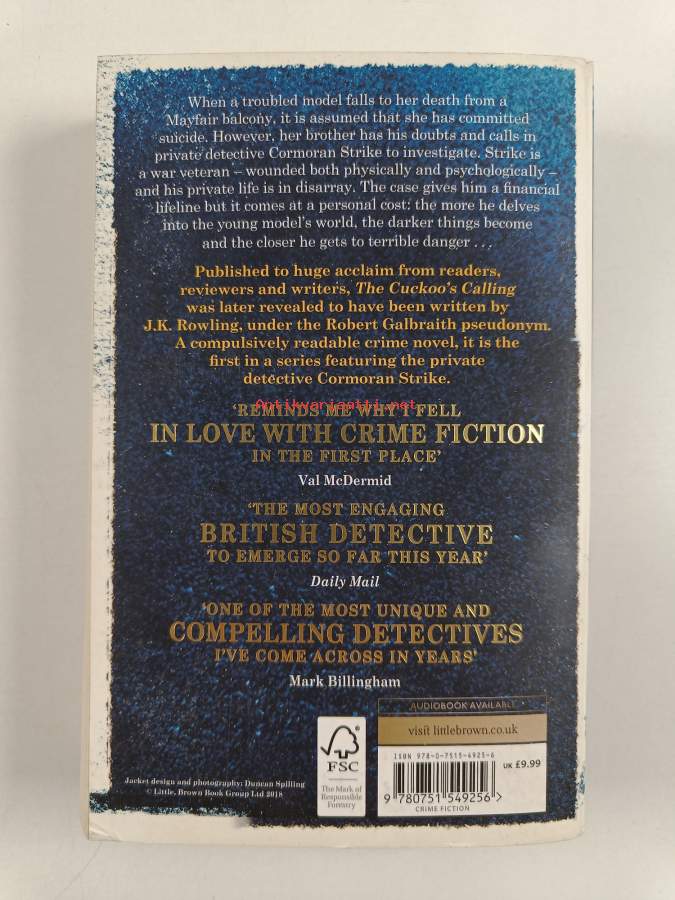 When a troubled model falls to her death from a
Mayfair balcony, it is assumed that she has committed
suicide. However, her brother has his doubts and calls in
private detective Cormoran Strike to investigate. Strike is
a war veteran – wounded both physically and psychologically –
and his private life is in disarray. The case gives him a financial
lifeline but it comes at a personal cost: the more he delves
into the young model's world, the darker things become
and the closer he gets to terrible danger . . .
Published to huge acclaim from readers,
reviewers and writers, The Cuckoo's Calling
was later revealed to have been written by
J.K. Rowling, under the Robert Galbraith pseudonym.
A compulsively readable crime novel, it is the
first in a series featuring the private
detective Cormoran Strike.
Antikvariaatti.net
'REMINDS ME WHY I FELL
IN LOVE WITH CRIME FICTION
IN THE FIRST PLACE'
Val McDermid
'THE MOST ENGAGING
BRITISH DETECTIVE
TO EMERGE SO FAR THIS YEAR'
Daily Mail
'ONE OF THE MOST UNIQUE AND
COMPELLING DETECTIVES
I'VE COME ACROSS IN YEARS'
Mark Billingham
AUDIOBOOK AVAILABLE
visit littlebrown.co.uk
ISBN 978-0-7515-4925-6
UK £9.99
9 780751 549256 >
CRIME FICTION
FSC
The Mark of
Responsible
Forestry
Jacket design and photography: Duncan Spilling
© Little, Brown Book Group Ltd 2018